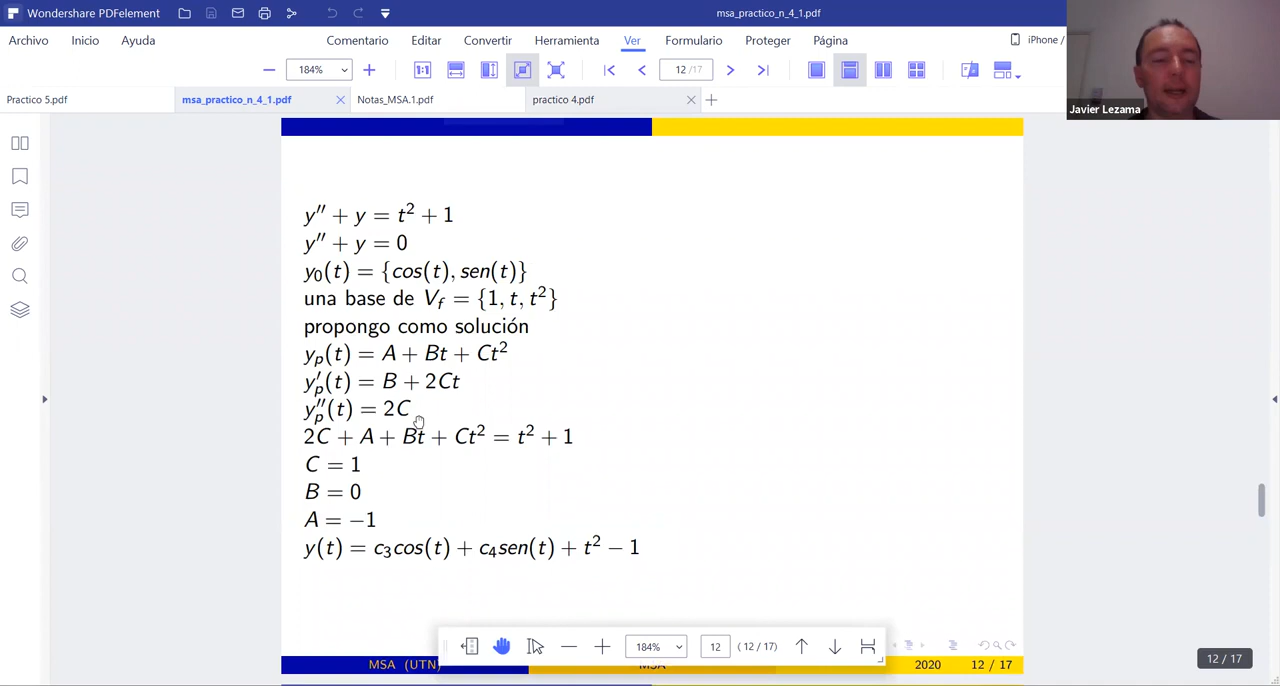 Wondershare PDFelement
msa_practico_n_4_1.pdf
Archivo Inicio Ayuda Comentario Editar Convertir Herramienta Ver Formulario Proteger Página iPhone /
184% 12 /17
Javier Lezama
Practico 5.pdf msa_practico_n_4_1.pdf Notas_MSA.1.pdf practico 4.pdf
y″ + y = t² + 1
y″ + y = 0
y₀(t) = {cos(t), sen(t)}
una base de V_f = {1, t, t²}
propongo como solución
yₚ(t) = A + Bt + Ct²
y′ₚ(t) = B + 2Ct
y″ₚ(t) = 2C
2C + A + Bt + Ct² = t² + 1
C = 1
B = 0
A = −1
y(t) = c₃cos(t) + c₄sen(t) + t² − 1
184% 12 (12 / 17)
MSA (UTN) MSA 2020 12 / 17
12 / 17